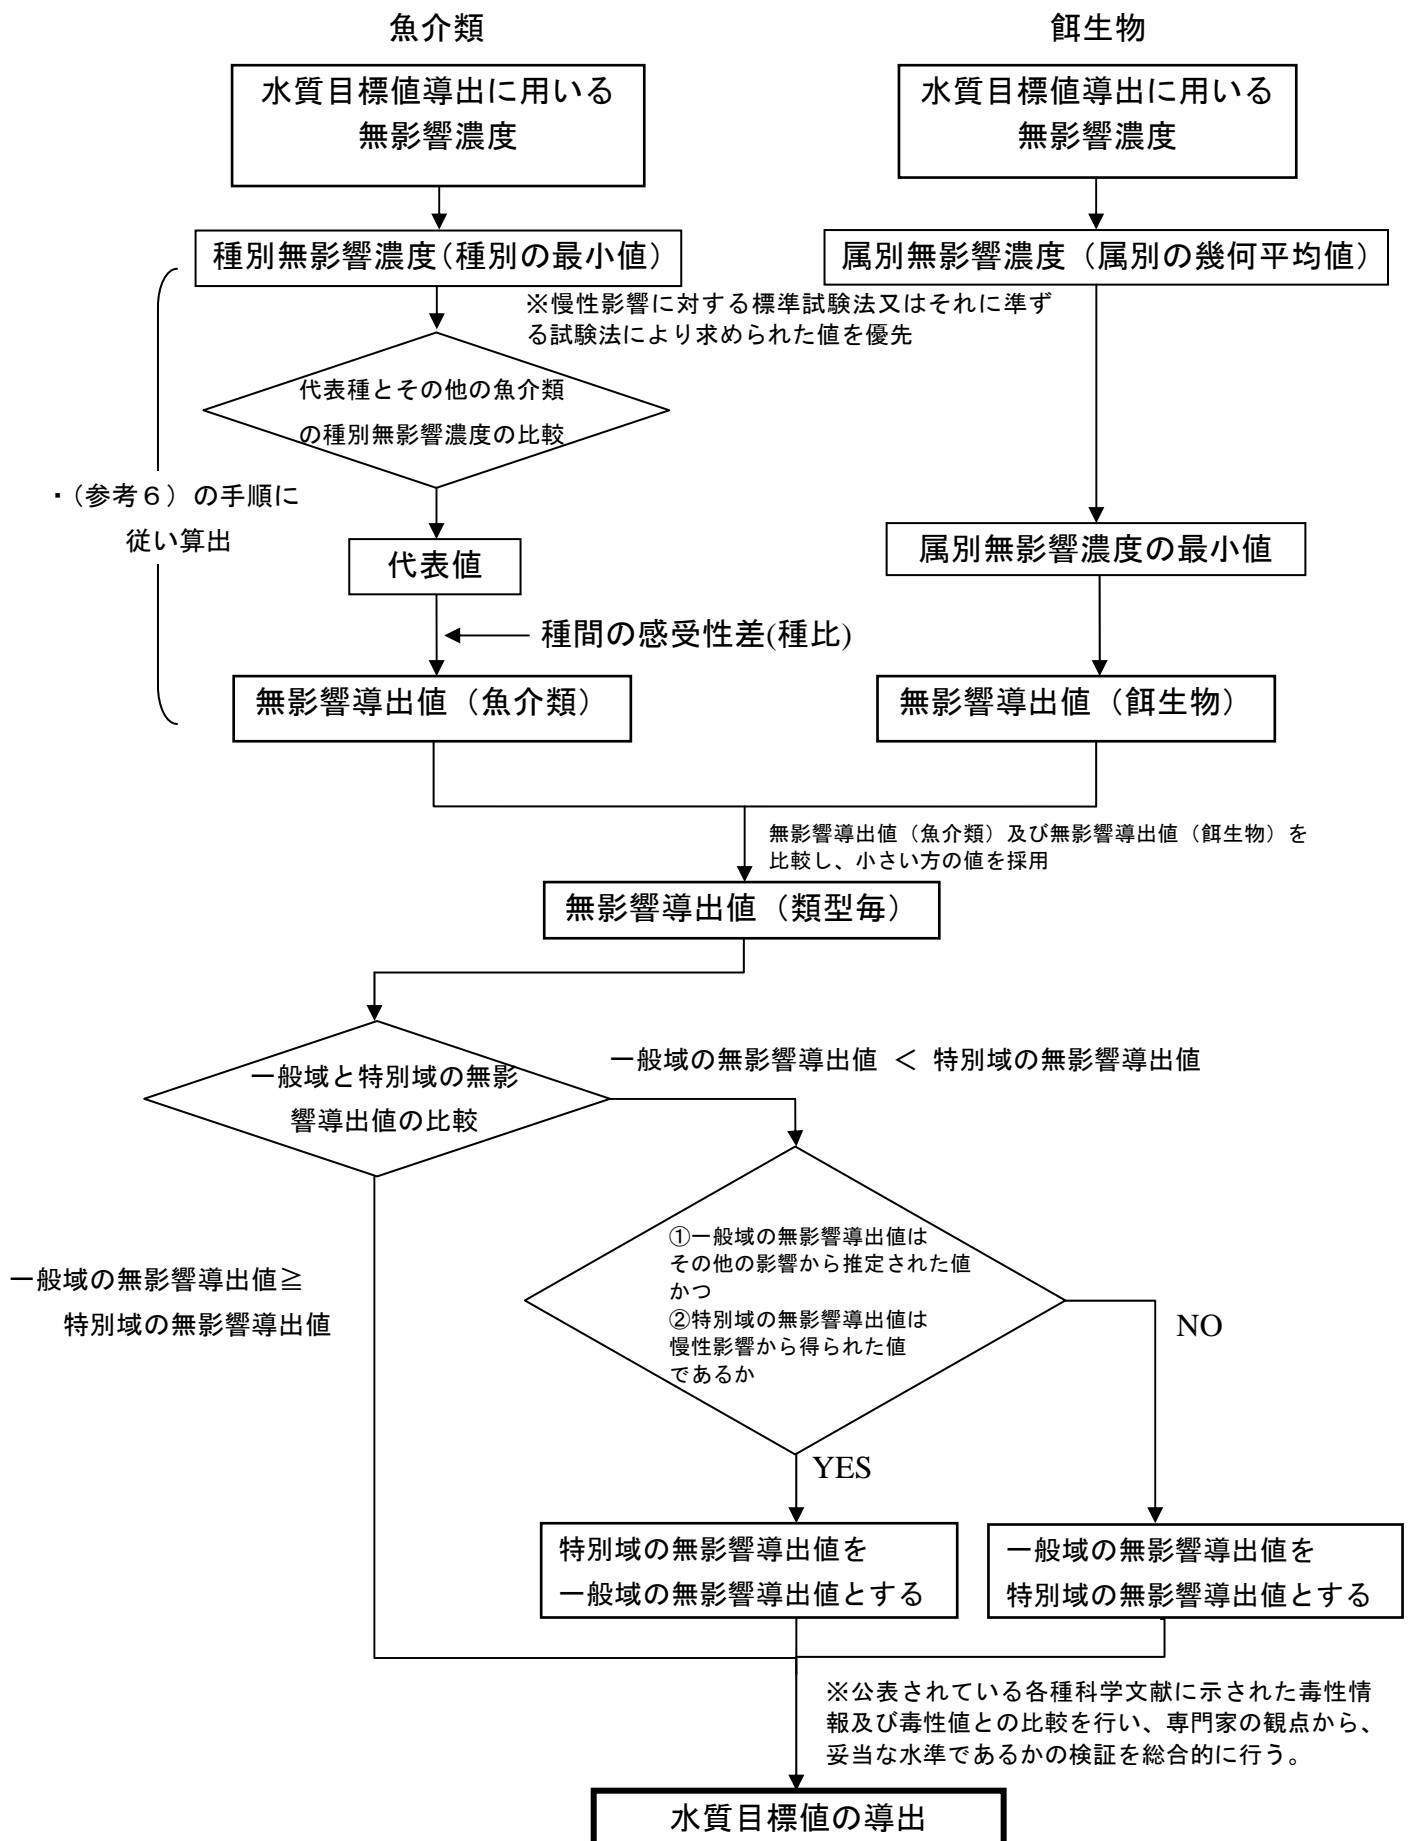 魚介類
餌生物
水質目標値導出に用いる
無影響濃度
水質目標値導出に用いる
無影響濃度
種別無影響濃度(種別の最小値)
属別無影響濃度（属別の幾何平均値）
※慢性影響に対する標準試験法又はそれに準ず
る試験法により求められた値を優先
代表種とその他の魚介類
の種別無影響濃度の比較
・（参考６）の手順に
従い算出
代表値
属別無影響濃度の最小値
種間の感受性差(種比)
無影響導出値（魚介類）
無影響導出値（餌生物）
無影響導出値（魚介類）及び無影響導出値（餌生物）を
比較し、小さい方の値を採用
無影響導出値（類型毎）
一般域の無影響導出値 ＜ 特別域の無影響導出値
一般域と特別域の無影
響導出値の比較
①一般域の無影響導出値は
その他の影響から推定された値
かつ
②特別域の無影響導出値は
慢性影響から得られた値
であるか
一般域の無影響導出値≧
特別域の無影響導出値
NO
YES
特別域の無影響導出値を
一般域の無影響導出値とする
一般域の無影響導出値を
特別域の無影響導出値とする
※公表されている各種科学文献に示された毒性情
報及び毒性値との比較を行い、専門家の観点から、
妥当な水準であるかの検証を総合的に行う。
水質目標値の導出